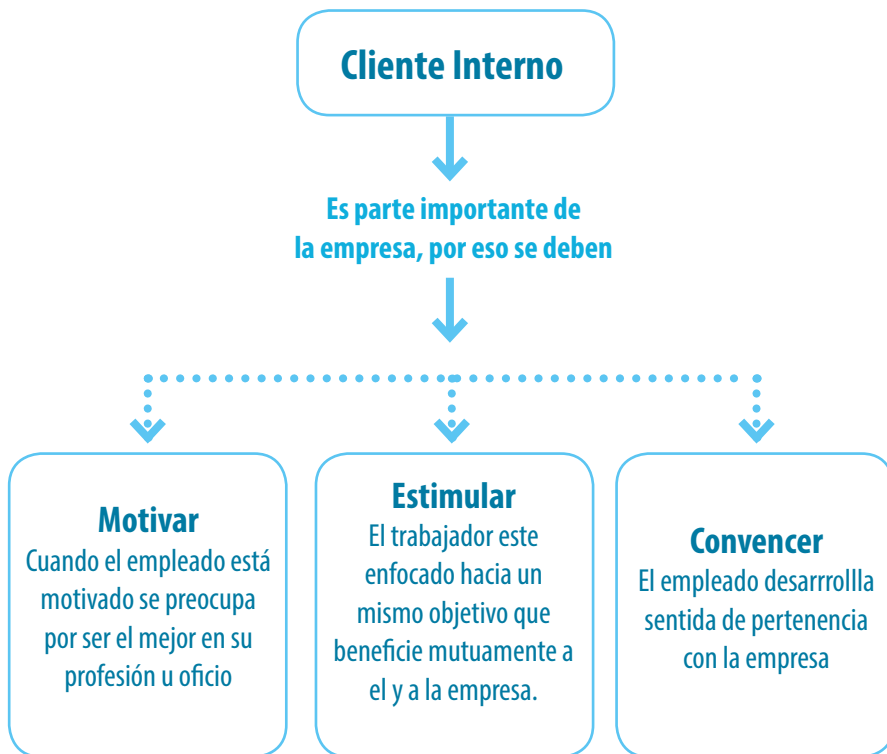 Cliente Interno
Es parte importante de
la empresa, por eso se deben
Motivar
Cuando el empleado está
motivado se preocupa
por ser el mejor en su
profesión u oficio
Estimular
El trabajador este
enfocado hacia un
mismo objetivo que
beneficie mutuamente a
el y a la empresa.
Convencer
El empleado desarrrollla
sentida de pertenencia
con la empresa